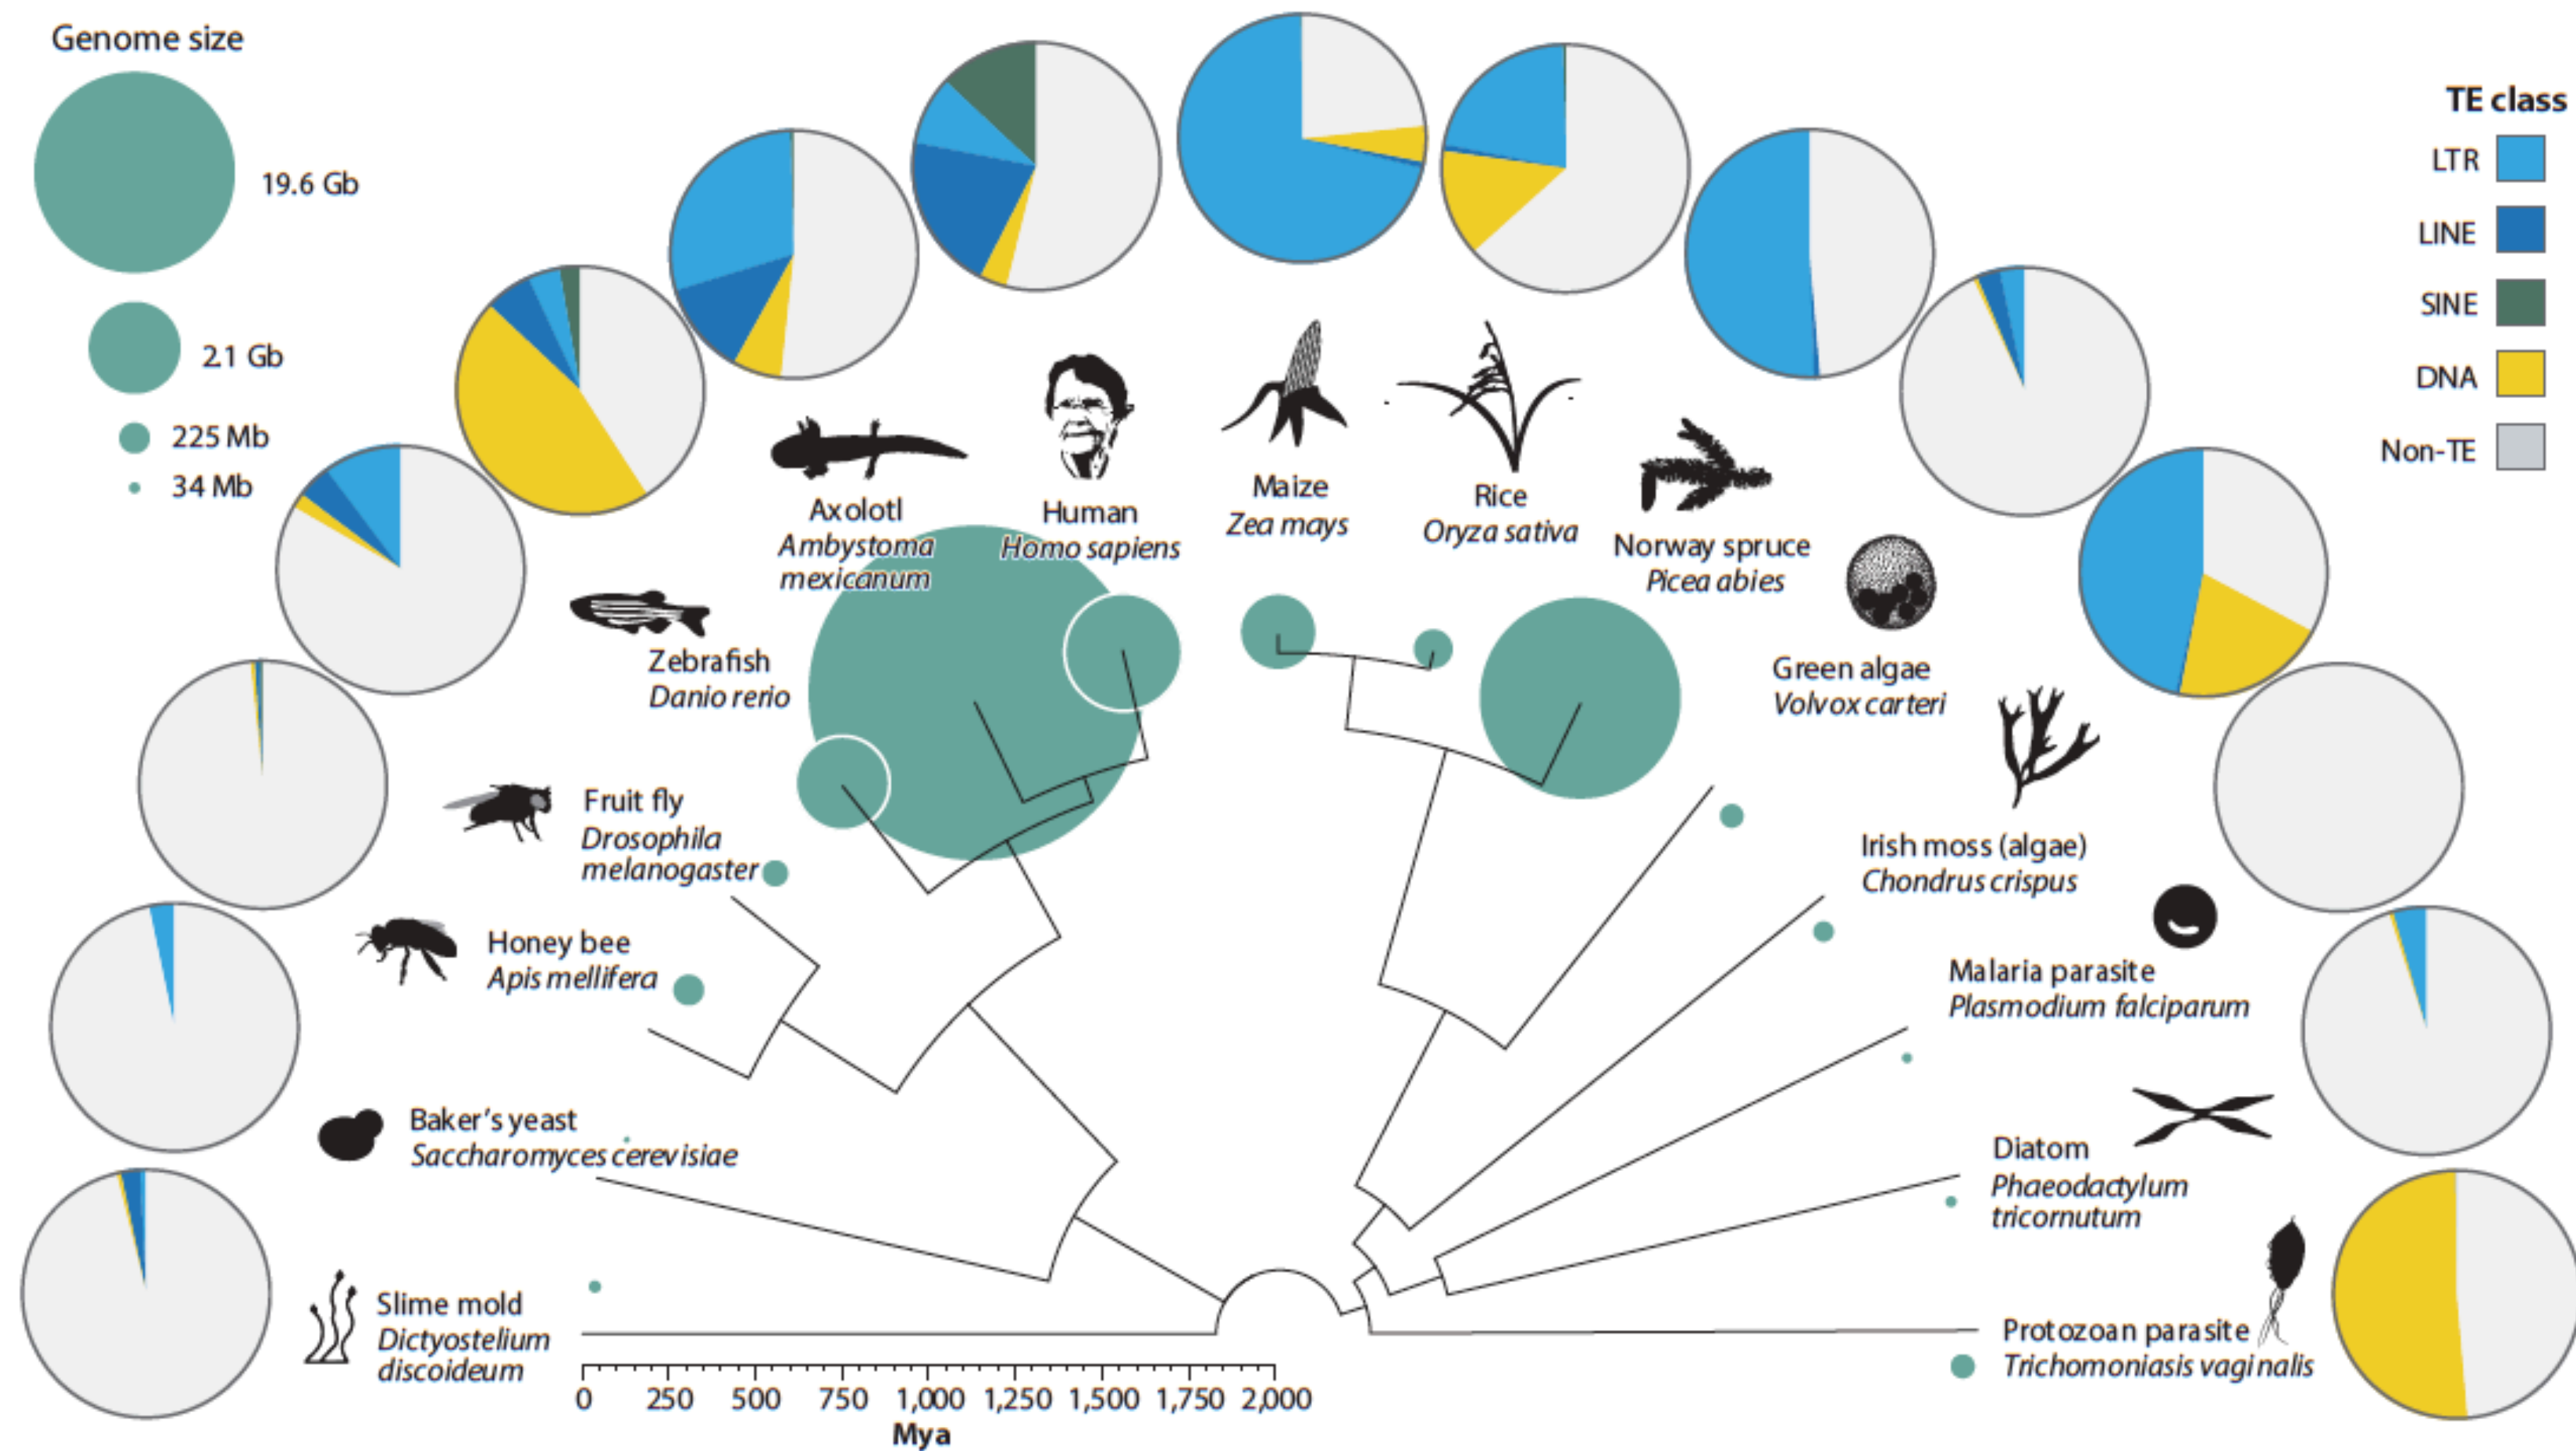 Genome size
19.6 Gb
2.1 Gb
225 Mb
34 Mb
TE class
LTR
LINE
SINE
DNA
Non-TE
Axolotl
Ambystoma
mexicanum
Human
Homo sapiens
Maize
Zea mays
Rice
Oryza sativa
Norway spruce
Picea abies
Zebrafish
Danio rerio
Green algae
Volvox carteri
Fruit fly
Drosophila
melanogaster
Irish moss (algae)
Chondrus crispus
Honey bee
Apis mellifera
Malaria parasite
Plasmodium falciparum
Baker's yeast
Saccharomyces cerevisiae
Diatom
Phaeodactylum
tricornutum
Slime mold
Dictyostelium
discoideum
Protozoan parasite
Trichomoniasis vaginalis
0 250 500 750 1,000 1,250 1,500 1,750 2,000
Mya